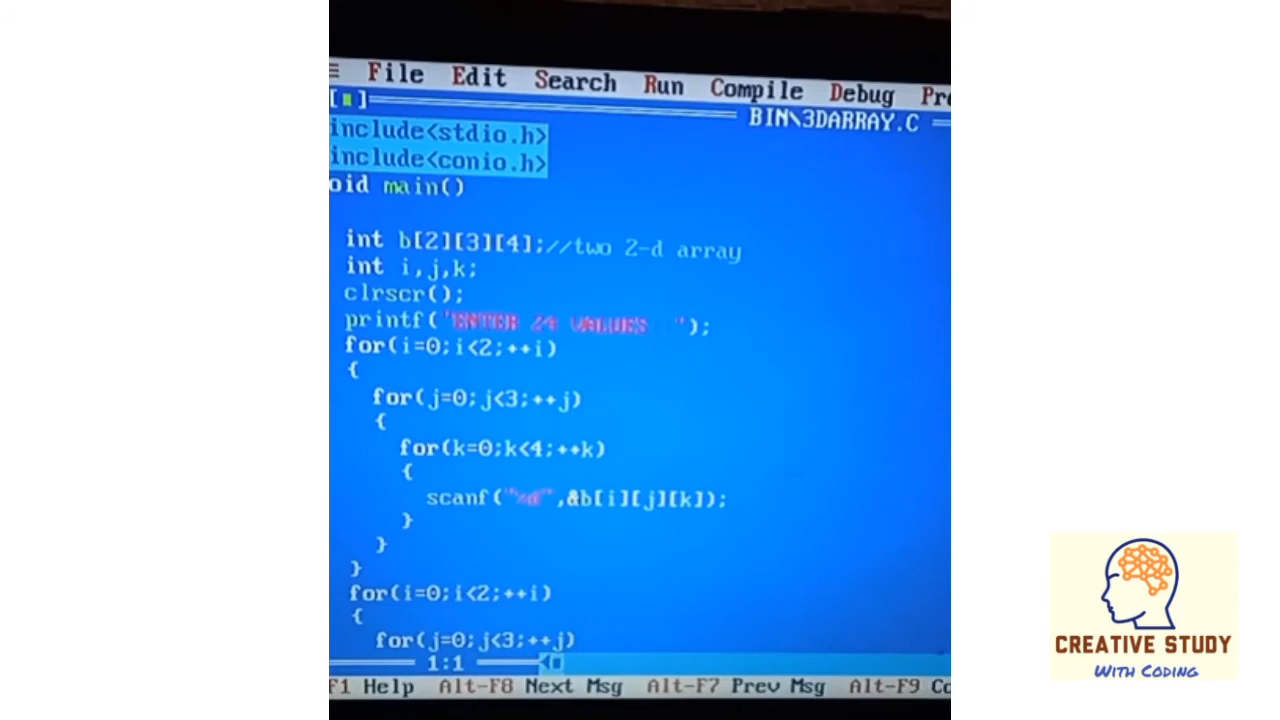 ≡ File Edit Search Run Compile Debug Pr
[■] BIN\3DARRAY.C
include<stdio.h>
include<conio.h>
oid main()
int b[2][3][4];//two 2-d array
int i,j,k;
clrscr();
printf("ENTER 24 VALUES  ");
for(i=0;i<2;++i)
{
for(j=0;j<3;++j)
{
for(k=0;k<4;++k)
{
scanf("%d",&b[i][j][k]);
}
}
}
for(i=0;i<2;++i)
{
for(j=0;j<3;++j)
1:1
F1 Help Alt-F8 Next Msg Alt-F7 Prev Msg Alt-F9 Co
CREATIVE STUDY
WITH CODING